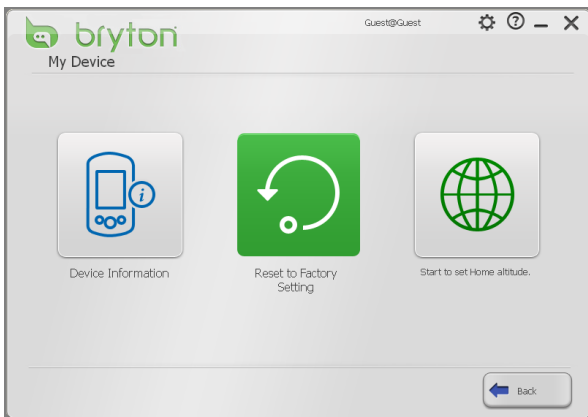 bryton
Guest@Guest
My Device
Device Information
Reset to Factory
Setting
Start to set Home altitude.
Back